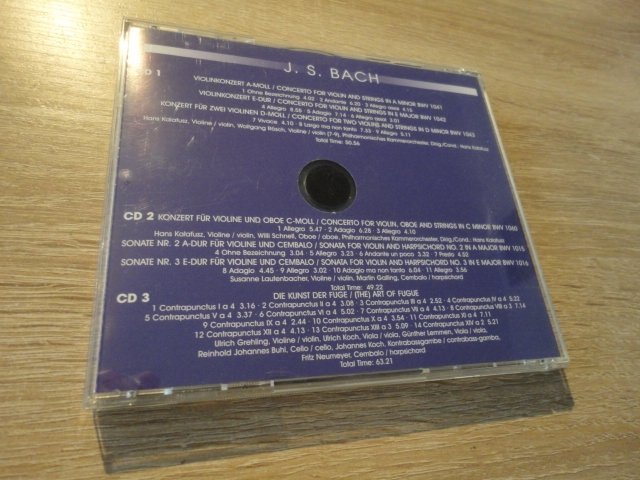 J. S. BACH
CD 1
VIOLINKONZERT A-MOLL / CONCERTO FOR VIOLIN AND STRINGS IN A MINOR BWV 1041
1 Ohne Bezeichnung 4.02 · 2 Andante 6.20 · 3 Allegro assai 4.15
VIOLINKONZERT E-DUR / CONCERTO FOR VIOLIN AND STRINGS IN E MAJOR BWV 1042
4 Allegro 8.55 · 5 Adagio 7.14 · 6 Allegro assai 3.01
KONZERT FÜR ZWEI VIOLINEN D-MOLL / CONCERTO FOR TWO VIOLINS AND STRINGS IN D MINOR BWV 1043
7 Vivace 4.10 · 8 Largo ma non tanto 7.33 · 9 Allegro 5.11
Hans Kalafusz, Violine / violin, Wolfgang Rösch, Violine / violin (7-9), Philharmonisches Kammerorchester, Dirig./Cond.: Hans Kalafusz
Total Time: 50.56
CD 2 KONZERT FÜR VIOLINE UND OBOE C-MOLL / CONCERTO FOR VIOLIN, OBOE AND STRINGS IN C MINOR BWV 1060
1 Allegro 5.47 · 2 Adagio 6.28 · 3 Allegro 4.10
Hans Kalafusz, Violine / violin, Willi Schnell, Oboe / oboe, Philharmonisches Kammerorchester, Dirig./Cond.: Hans Kalafusz
SONATE NR. 2 A-DUR FÜR VIOLINE UND CEMBALO / SONATA FOR VIOLIN AND HARPSICHORD NO. 2 IN A MAJOR BWV 1015
4 Ohne Bezeichnung 3.09 · 5 Allegro 3.23 · 6 Andante un poco 3.32 · 7 Presto 4.52
SONATE NR. 3 E-DUR FÜR VIOLINE UND CEMBALO / SONATA FOR VIOLIN AND HARPSICHORD NO. 3 IN E MAJOR BWV 1016
8 Adagio 4.45 · 9 Allegro 3.02 · 10 Adagio ma non tanto 6.04 · 11 Allegro 3.56
Susanne Lautenbacher, Violine / violin, Martin Galling, Cembalo / harpsichord
Total Time: 49.22
CD 3 DIE KUNST DER FUGE / (THE) ART OF FUGUE
1 Contrapunctus I a 4 3.16 · 2 Contrapunctus II a 4 3.08 · 3 Contrapunctus III a 4 2.52 · 4 Contrapunctus IV a 4 5.32
5 Contrapunctus V a 4 3.37 · 6 Contrapunctus VI a 4 5.02 · 7 Contrapunctus VII a 4 4.13 · 8 Contrapunctus VIII a 3 7.14
9 Contrapunctus IX a 4 2.44 · 10 Contrapunctus X a 4 3.54 · 11 Contrapunctus XI a 4 7.11
12 Contrapunctus XII a 4 4.13 · 13 Contrapunctus XIII a 3 5.09 · 14 Contrapunctus XIV a 2 5.21
Ulrich Grehling, Violine / violin, Ulrich Koch, Viola / viola, Günther Lemmen, Viola / viola,
Reinhold Johannes Buhl, Cello / cello, Johannes Koch, Kontrabassgambe / contrabass-gamba,
Fritz Neumeyer, Cembalo / harpsichord
Total Time: 63.21